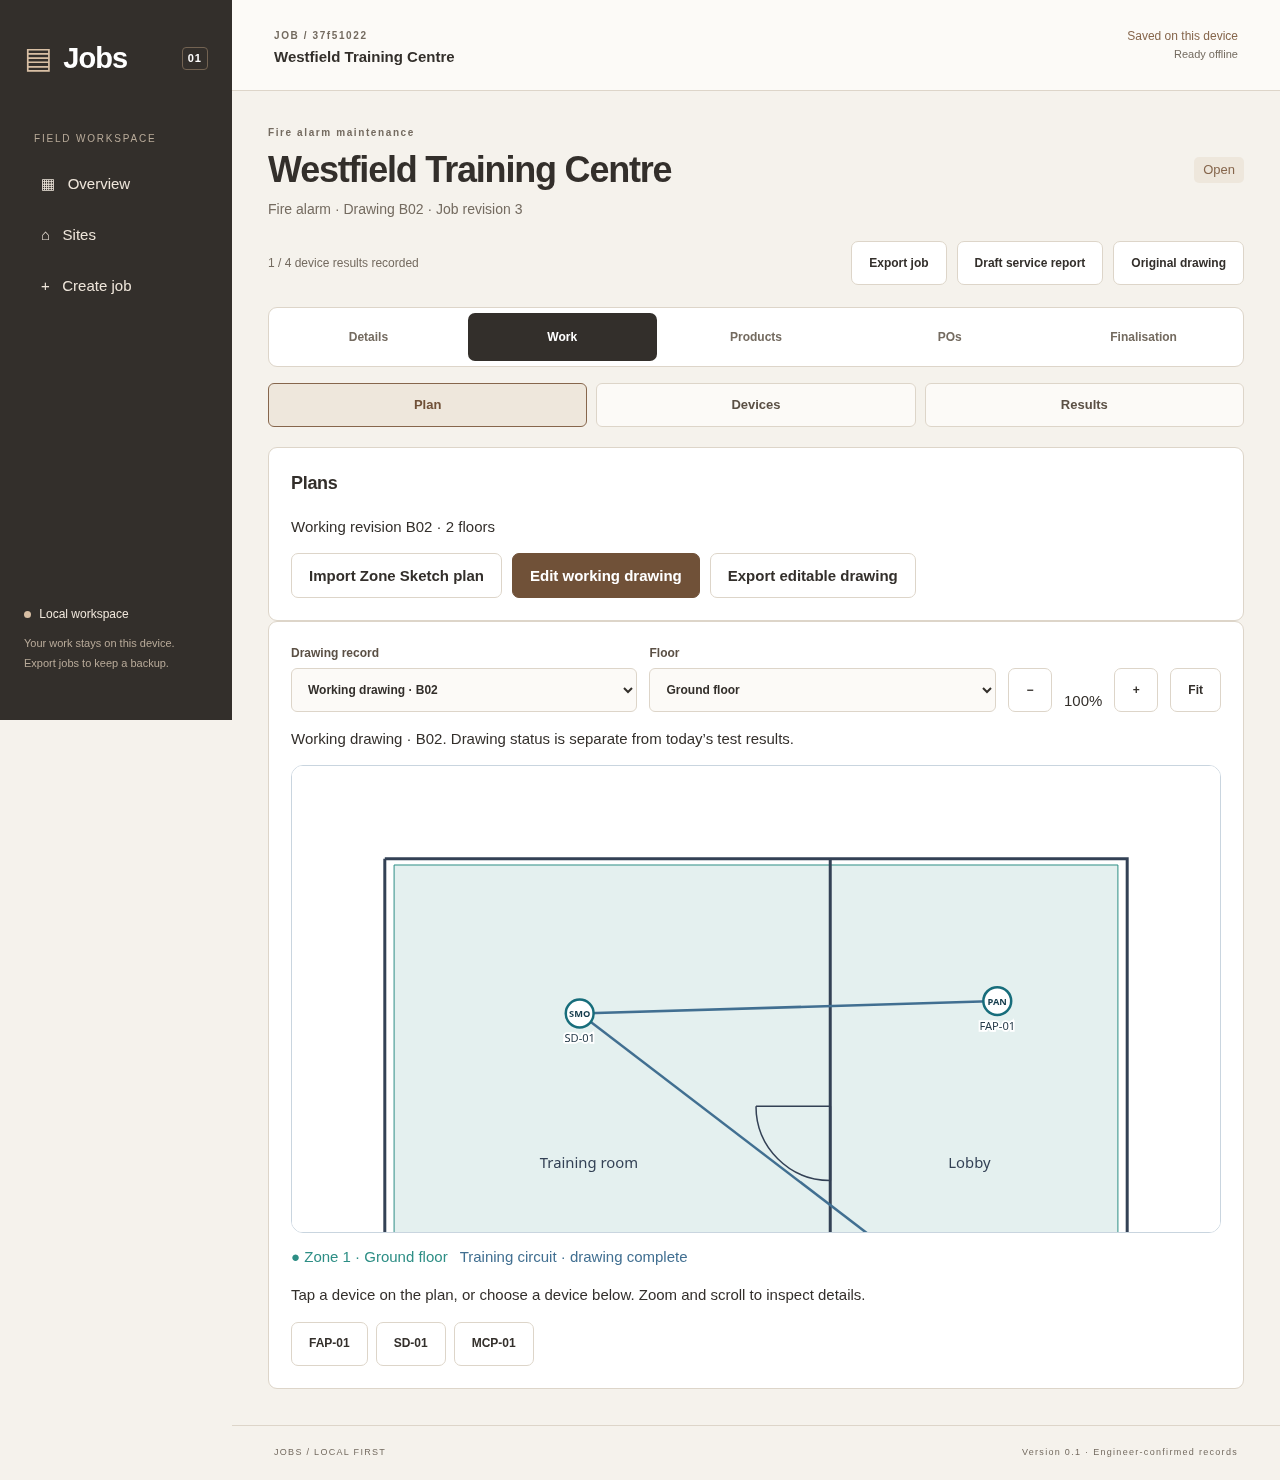 Jobs
01
FIELD WORKSPACE
▦ Overview
⌂ Sites
+ Create job
Local workspace
Your work stays on this device.
Export jobs to keep a backup.
JOB / 37f51022
Westfield Training Centre
Saved on this device
Ready offline
Fire alarm maintenance
Westfield Training Centre
Open
Fire alarm · Drawing B02 · Job revision 3
1 / 4 device results recorded
Export job
Draft service report
Original drawing
Details
Work
Products
POs
Finalisation
Plan
Devices
Results
Plans
Working revision B02 · 2 floors
Import Zone Sketch plan
Edit working drawing
Export editable drawing
Drawing record
Floor
Working drawing · B02
Ground floor
−
100%
+
Fit
Working drawing · B02. Drawing status is separate from today’s test results.
SMO
SD-01
PAN
FAP-01
Training room
Lobby
● Zone 1 · Ground floor Training circuit · drawing complete
Tap a device on the plan, or choose a device below. Zoom and scroll to inspect details.
FAP-01
SD-01
MCP-01
JOBS / LOCAL FIRST
Version 0.1 · Engineer-confirmed records